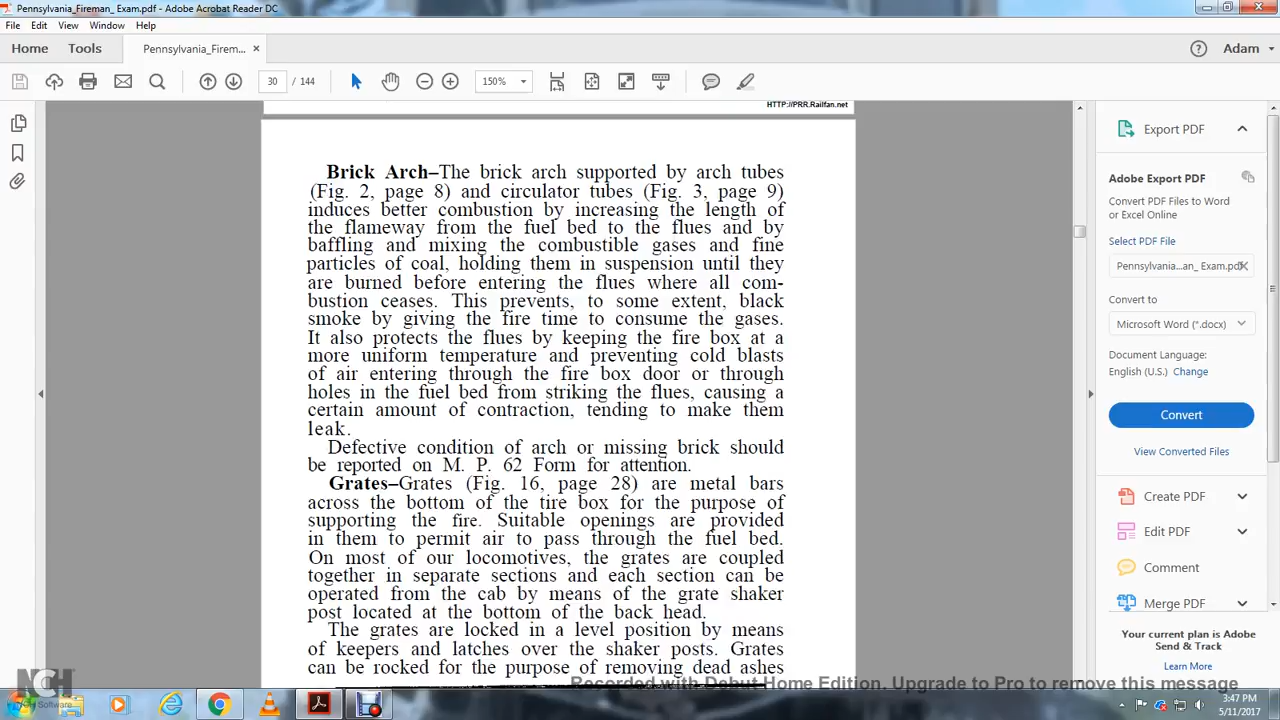 Pennsylvania_Fireman_ Exam.pdf - Adobe Acrobat Reader DC
File Edit View Window Help
Home Tools Pennsylvania_Firem... × Adam
30 / 144 150%
HTTP://PRR.Railfan.net
Brick Arch–The brick arch supported by arch tubes
(Fig. 2, page 8) and circulator tubes (Fig. 3, page 9)
induces better combustion by increasing the length of
the flameway from the fuel bed to the flues and by
baffling and mixing the combustible gases and fine
particles of coal, holding them in suspension until they
are burned before entering the flues where all com-
bustion ceases. This prevents, to some extent, black
smoke by giving the fire time to consume the gases.
It also protects the flues by keeping the fire box at a
more uniform temperature and preventing cold blasts
of air entering through the fire box door or through
holes in the fuel bed from striking the flues, causing a
certain amount of contraction, tending to make them
leak.
Defective condition of arch or missing brick should
be reported on M. P. 62 Form for attention.
Grates–Grates (Fig. 16, page 28) are metal bars
across the bottom of the tire box for the purpose of
supporting the fire. Suitable openings are provided
in them to permit air to pass through the fuel bed.
On most of our locomotives, the grates are coupled
together in separate sections and each section can be
operated from the cab by means of the grate shaker
post located at the bottom of the back head.
The grates are locked in a level position by means
of keepers and latches over the shaker posts. Grates
can be rocked for the purpose of removing dead ashes
Export PDF
Adobe Export PDF
Convert PDF Files to Word
or Excel Online
Select PDF File
Pennsylvania...an_ Exam.pdf
Convert to
Microsoft Word (*.docx)
Document Language:
English (U.S.) Change
Convert
View Converted Files
Create PDF
Edit PDF
Comment
Merge PDF
Your current plan is Adobe
Send & Track
Learn More
Recorded with Debut Home Edition. Upgrade to Pro to remove this message
NCH Software
3:47 PM
5/11/2017